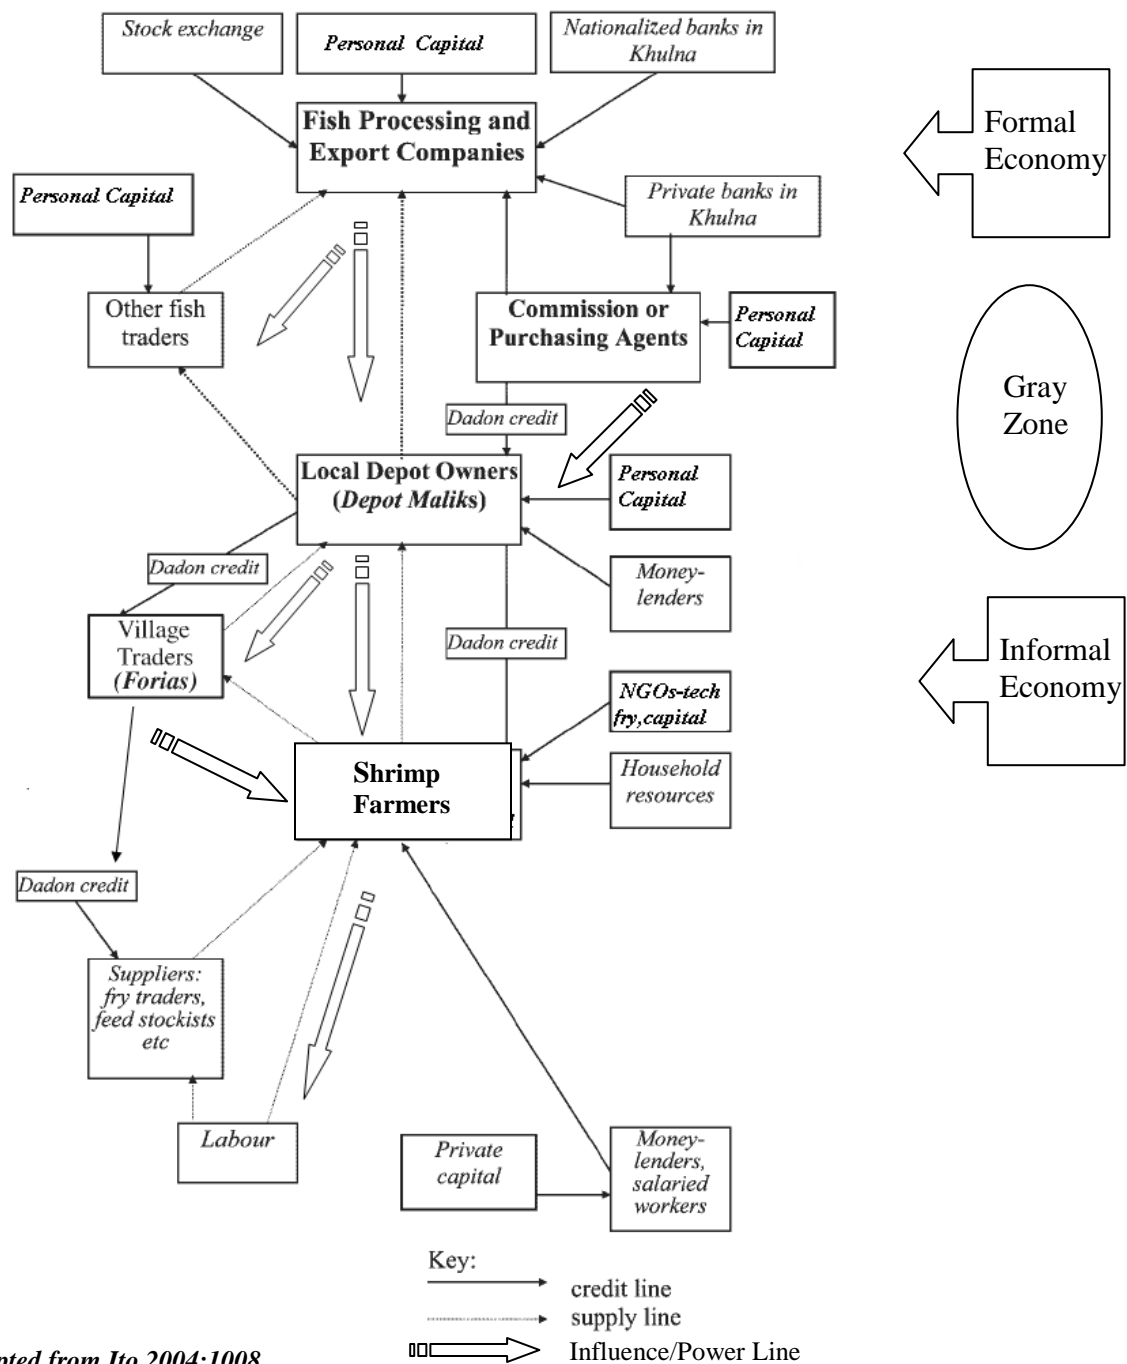 Stock exchange
Personal Capital
Nationalized banks in
Khulna
Fish Processing and
Export Companies
Formal
Economy
Personal Capital
Private banks in
Khulna
Other fish
traders
Commission or
Purchasing Agents
Personal
Capital
Gray
Zone
Dadon credit
Local Depot Owners
(Depot Maliks)
Personal
Capital
Dadon credit
Money-
lenders
Village
Traders
(Forias)
Dadon credit
Informal
Economy
NGOs-tech
fry,capital
Shrimp
Farmers
Household
resources
Dadon credit
Suppliers:
fry traders,
feed stockists
etc
Labour
Private
capital
Money-
lenders,
salaried
workers
Key:
credit line
supply line
Influence/Power Line
from Ito 2004:1008